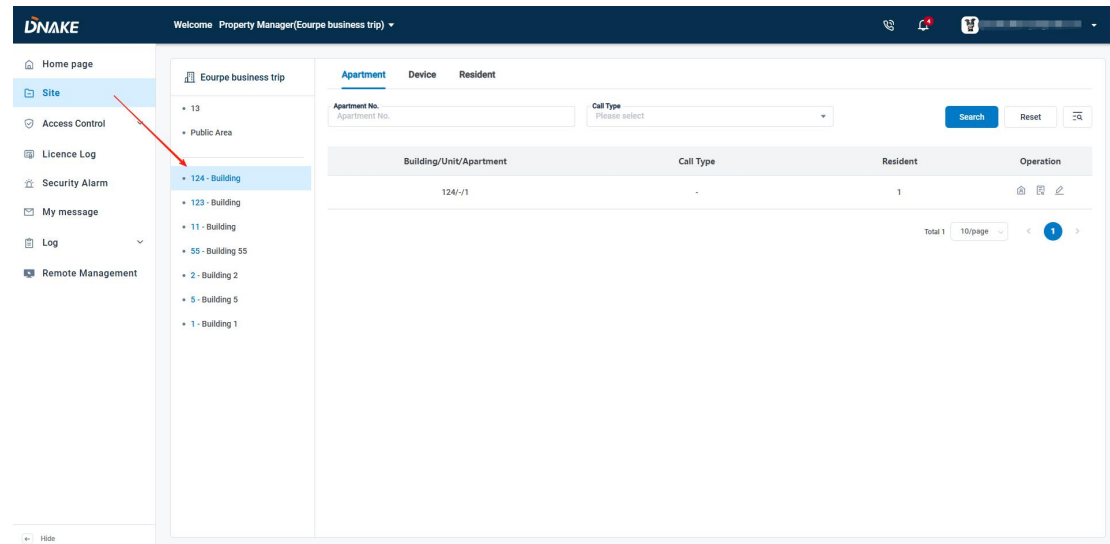 DNAKE
Welcome Property Manager(Eourpe business trip)
4
Home page
Site
Access Control
Licence Log
Security Alarm
My message
Log
Remote Management
Hide
Eourpe business trip
13
Public Area
124 - Building
123 - Building
11 - Building
55 - Building 55
2 - Building 2
5 - Building 5
1 - Building 1
Apartment Device Resident
Apartment No. Call Type
Apartment No. Please select Search Reset
Building/Unit/Apartment Call Type Resident Operation
124/-/1 - 1
Total 1 10/page < 1 >